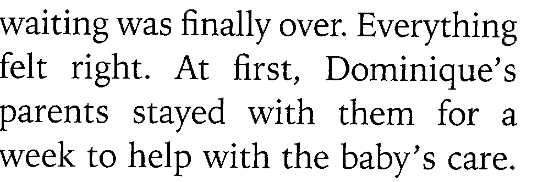 waiting was finally over. Everything
felt right. At first, Dominique's
parents stayed with them for a
week to help with the baby's care.